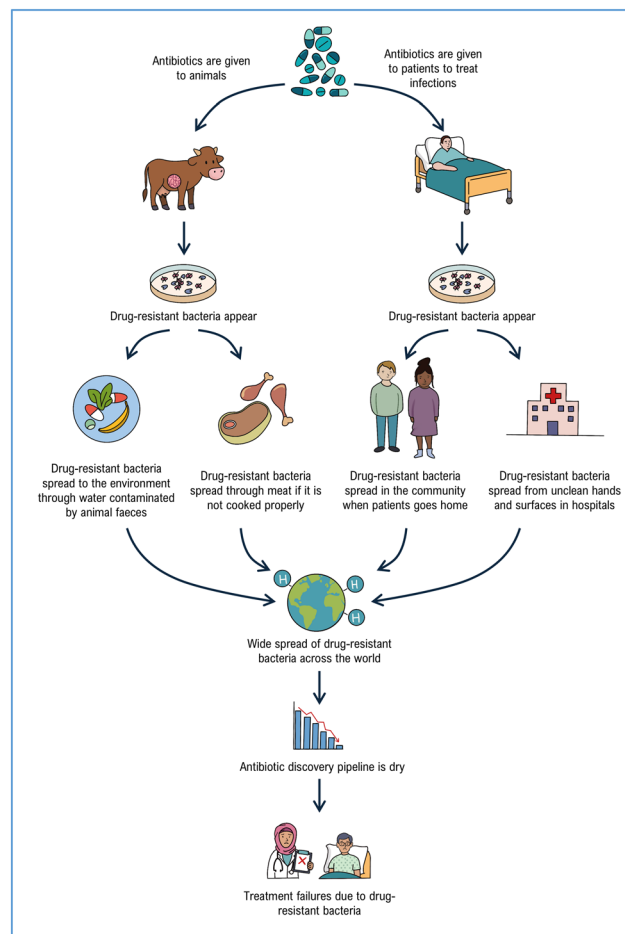 Antibiotics are given
to animals
Antibiotics are given
to patients to treat
infections
Drug-resistant bacteria appear
Drug-resistant bacteria appear
Drug-resistant bacteria
spread to the environment
through water contaminated
by animal faeces
Drug-resistant bacteria
spread through meat if it is
not cooked properly
Drug-resistant bacteria
spread in the community
when patients goes home
Drug-resistant bacteria
spread from unclean hands
and surfaces in hospitals
H
H
H
Wide spread of drug-resistant
bacteria across the world
Antibiotic discovery pipeline is dry
Treatment failures due to drug-
resistant bacteria